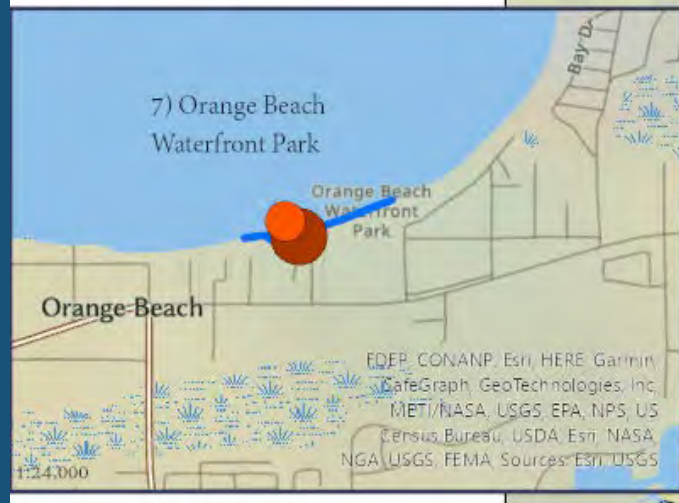 Bay D
7) Orange Beach
Waterfront Park
Orange Beach
Waterfront
Park
Orange Beach
FDEP, CONANP, Esri, HERE, Garmin,
SafeGraph, GeoTechnologies, Inc,
METI/NASA, USGS, EPA, NPS, US
Census Bureau, USDA, Esri, NASA,
NGA, USGS, FEMA, Sources: Esri, USGS
1:24,000